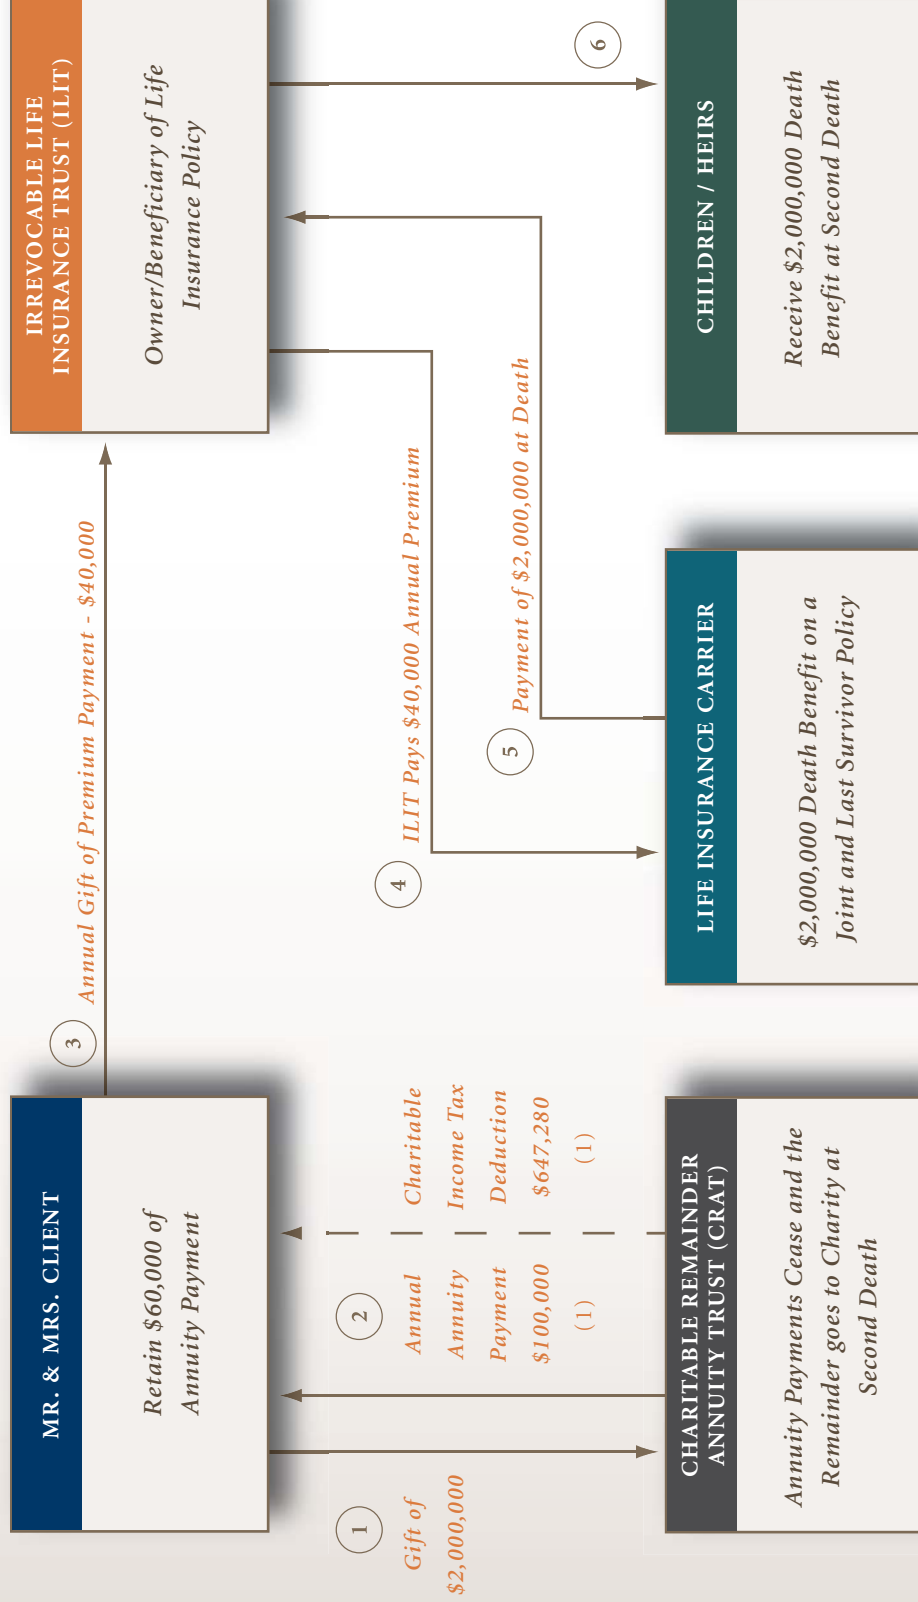 MR. & MRS. CLIENT
Retain $60,000 of
Annuity Payment
3
Annual Gift of Premium Payment - $40,000
IRREVOCABLE LIFE
INSURANCE TRUST (ILIT)
Owner/Beneficiary of Life
Insurance Policy
1
Gift of
$2,000,000
2
Annual
Annuity
Payment
$100,000
(1)
Charitable
Income Tax
Deduction
$647,280
(1)
4
ILIT Pays $40,000 Annual Premium
5
Payment of $2,000,000 at Death
6
CHARITABLE REMAINDER
ANNUITY TRUST (CRAT)
Annuity Payments Cease and the
Remainder goes to Charity at
Second Death
LIFE INSURANCE CARRIER
$2,000,000 Death Benefit on a
Joint and Last Survivor Policy
CHILDREN / HEIRS
Receive $2,000,000 Death
Benefit at Second Death